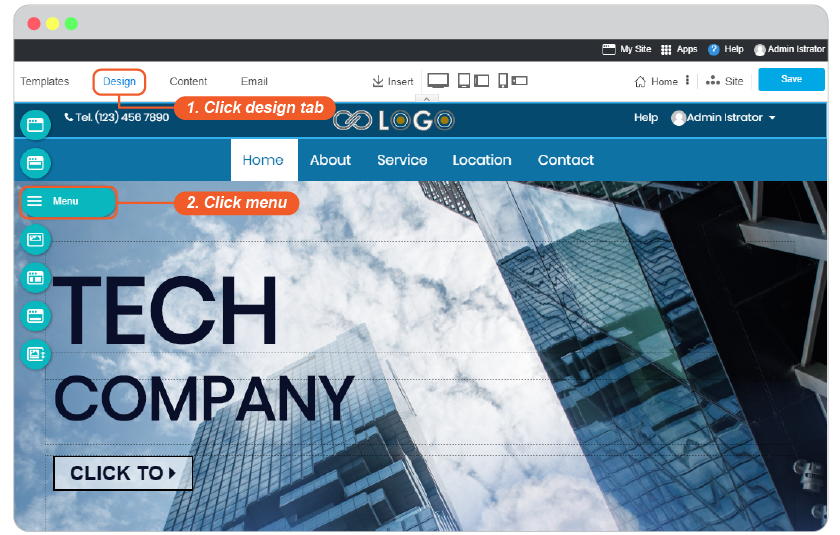 My Site Apps ? Help Admin Istrator
Templates Design Content Email Insert Home Site Save
1. Click design tab
Tel. (123) 456 7890 LOGO Help Admin Istrator
Home About Service Location Contact
Menu 2. Click menu
TECH
COMPANY
CLICK TO